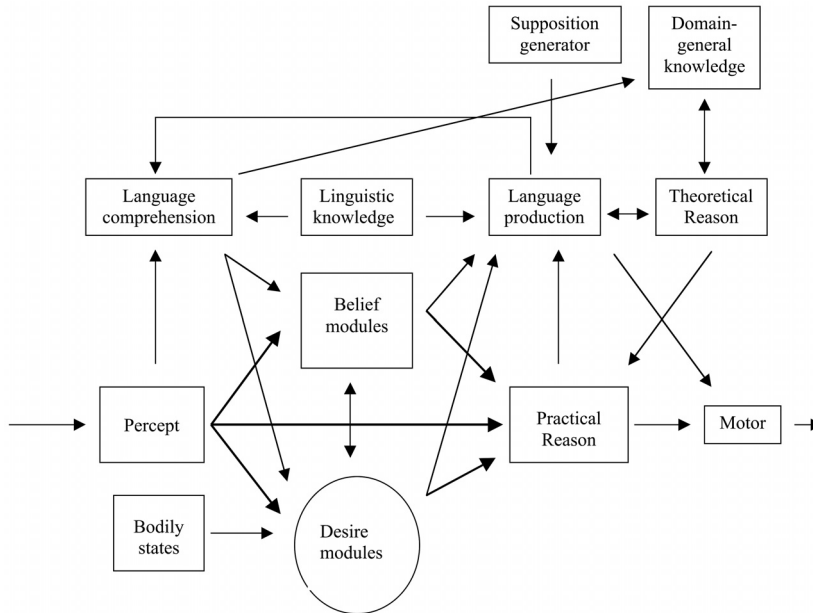 Supposition
generator
Domain-
general
knowledge
Language
comprehension
Linguistic
knowledge
Language
production
Theoretical
Reason
Belief
modules
Percept
Practical
Reason
Motor
Bodily
states
Desire
modules